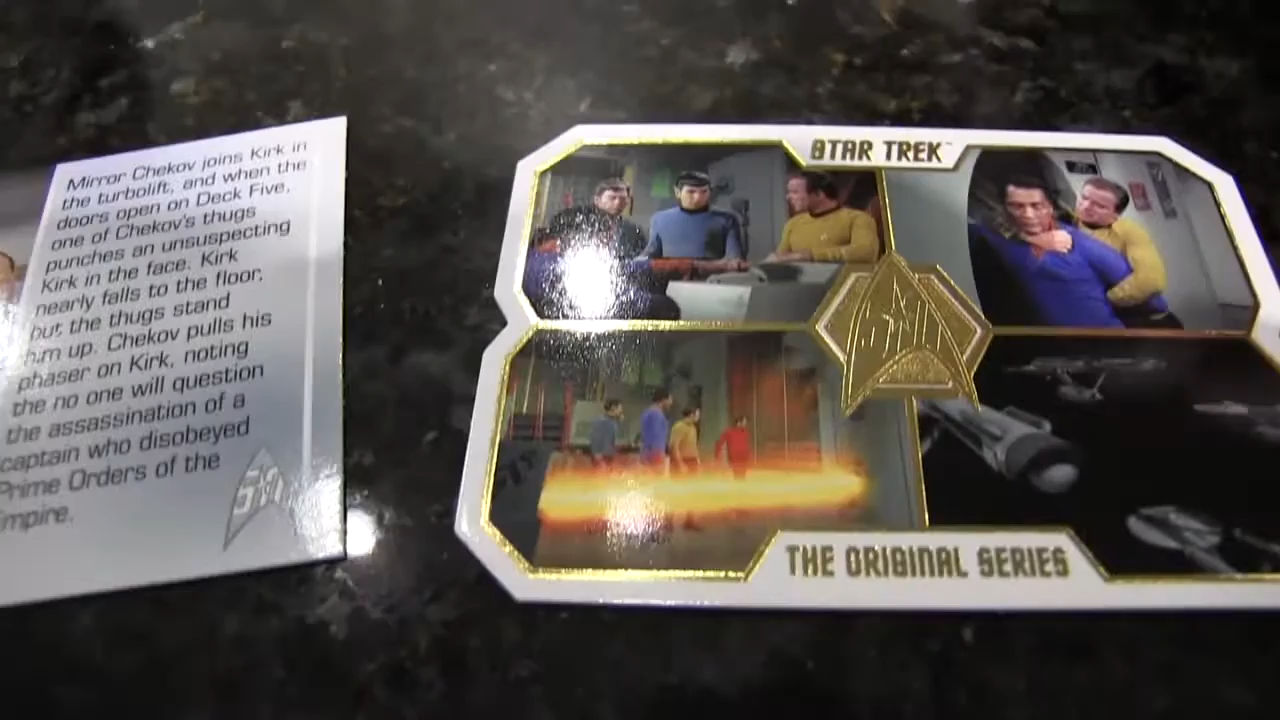 Mirror Chekov joins Kirk in
the turbolift, and when the
doors open on Deck Five,
one of Chekov's thugs
punches an unsuspecting
Kirk in the face. Kirk
nearly falls to the floor,
but the thugs stand
him up. Chekov pulls his
phaser on Kirk, noting
the no one will question
the assassination of a
captain who disobeyed
Prime Orders of the
Empire.
STAR TREK™
THE ORIGINAL SERIES